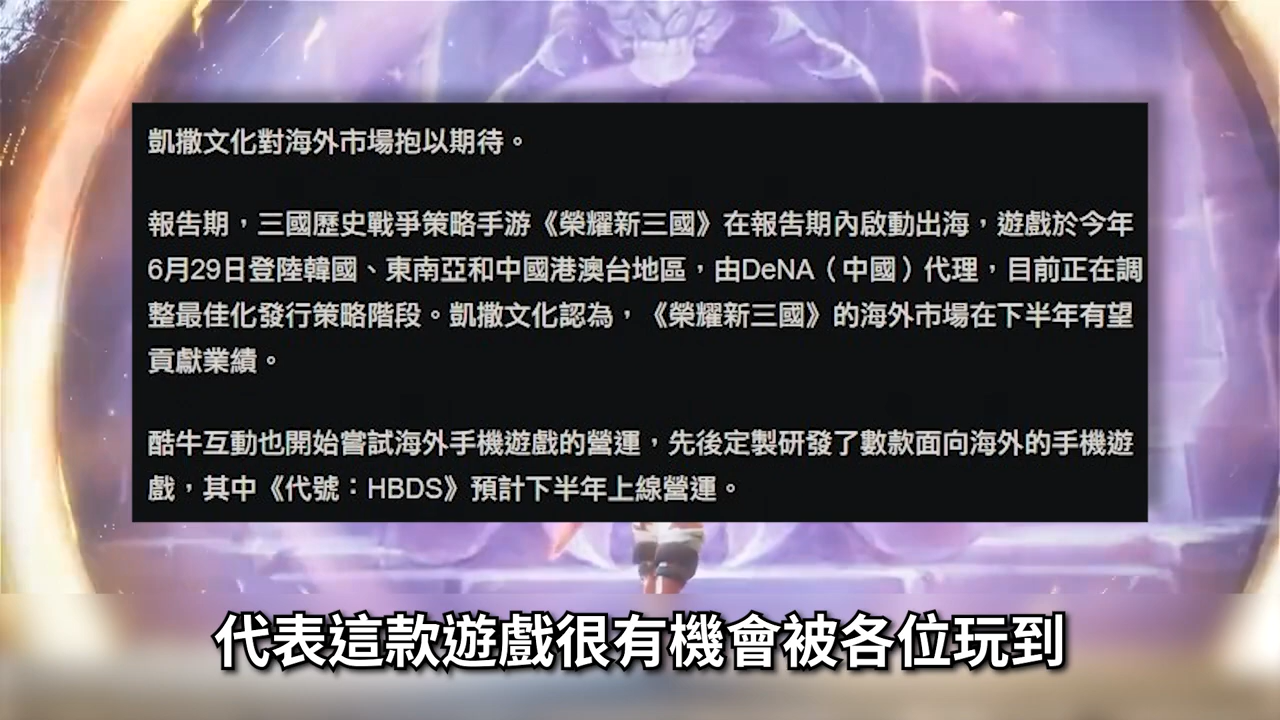 凱撒文化對海外市場抱以期待。
報告期，三國歷史戰爭策略手游《榮耀新三國》在報告期內啟動出海，遊戲於今年
6月29日登陸韓國、東南亞和中國港澳台地區，由DeNA（中國）代理，目前正在調
整最佳化發行策略階段。凱撒文化認為，《榮耀新三國》的海外市場在下半年有望
貢獻業績。
酷牛互動也開始嘗試海外手機遊戲的營運，先後定製研發了數款面向海外的手機遊
戲，其中《代號：HBDS》預計下半年上線營運。
代表這款遊戲很有機會被各位玩到